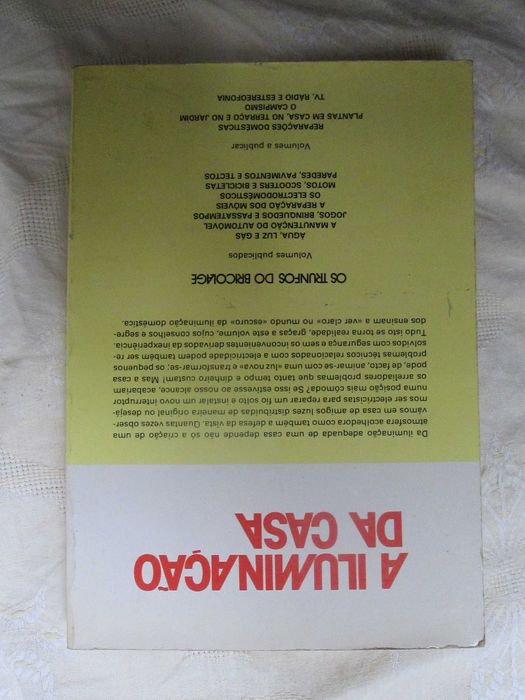 A ILUMINAÇÃO
DA CASA
Da iluminação adequada de uma casa depende não só a criação de uma
atmosfera acolhedora como também a defesa da vista. Quantas vezes obser-
vámos em casa de amigos luzes distribuídas de maneira original ou desejá-
mos ser electricistas para reparar um fio solto e instalar um novo interruptor
numa posição mais cómoda? Se isso estivesse ao nosso alcance, acabariam
os arreliadores problemas que tanto tempo e dinheiro custam! Mas a casa
pode, de facto, animar-se com uma «luz nova» e transformar-se; os pequenos
problemas técnicos relacionados com a electricidade podem também ser re-
solvidos com segurança e sem os inconvenientes derivados da inexperiência.
Tudo isto se torna realidade, graças a este volume, cujos conselhos e segre-
dos ensinam a «ver claro» no mundo «escuro» da iluminação doméstica.
OS TRUNFOS DO BRICOLAGE
Volumes publicados
ÁGUA, LUZ E GÁS
A MANUTENÇÃO DO AUTOMÓVEL
JOGOS, BRINQUEDOS E PASSATEMPOS
A REPARAÇÃO DOS MÓVEIS
OS ELECTRODOMÉSTICOS
MOTOS, SCOOTERS E BICICLETAS
PAREDES, PAVIMENTOS E TECTOS
Volumes a publicar
REPARAÇÕES DOMÉSTICAS
PLANTAS EM CASA, NO TERRAÇO E NO JARDIM
O CAMPISMO
TV, RÁDIO E ESTEREOFONIA